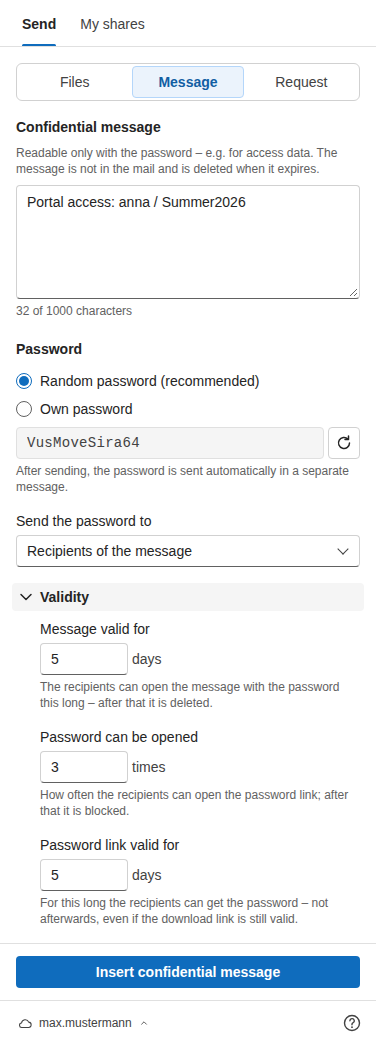 Send My shares
Files Message Request
Confidential message
Readable only with the password – e.g. for access data. The
message is not in the mail and is deleted when it expires.
Portal access: anna / Summer2026
32 of 1000 characters
Password
Random password (recommended)
Own password
VusMoveSira64
After sending, the password is sent automatically in a separate
message.
Send the password to
Recipients of the message
Validity
Message valid for
5 days
The recipients can open the message with the password
this long – after that it is deleted.
Password can be opened
3 times
How often the recipients can open the password link; after
that it is blocked.
Password link valid for
5 days
For this long the recipients can get the password – not
afterwards, even if the download link is still valid.
Insert confidential message
max.mustermann